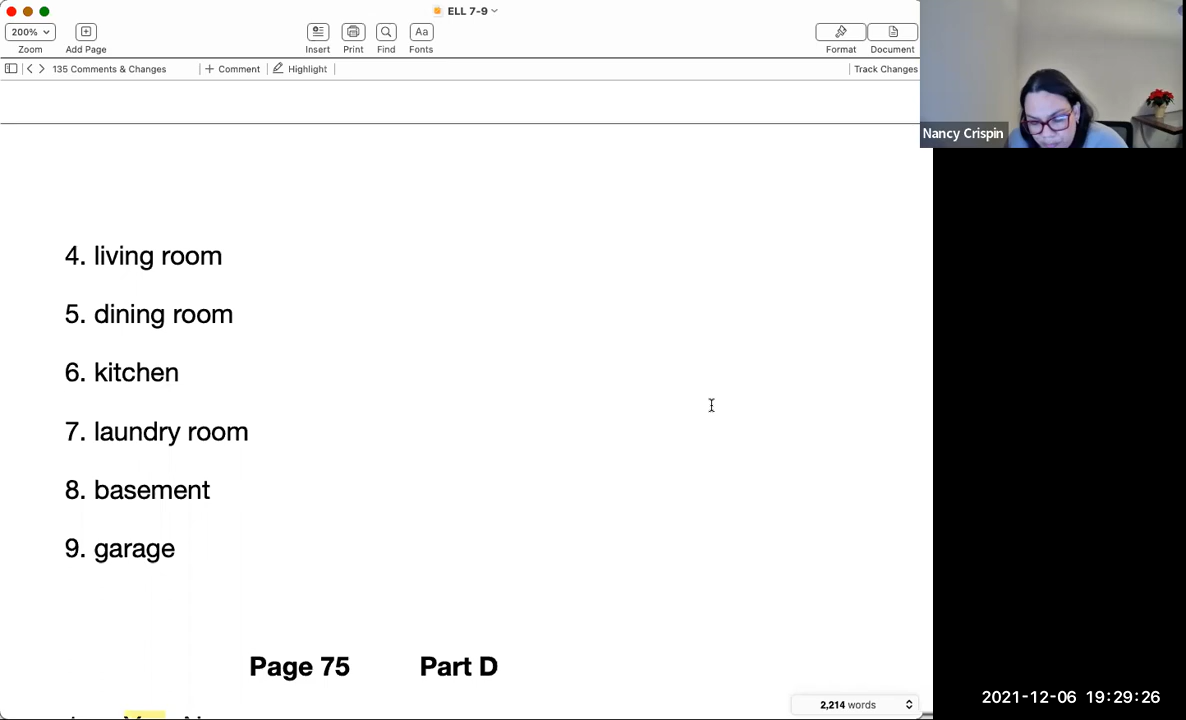 ELL 7-9
200%
Zoom
Add Page
Insert
Print
Find
Aa
Fonts
Format
Document
135 Comments & Changes
+ Comment
Highlight
Track Changes
Nancy Crispin
4. living room
5. dining room
6. kitchen
7. laundry room
8. basement
9. garage
Page 75 Part D
2,214 words
2021-12-06 19:29:26